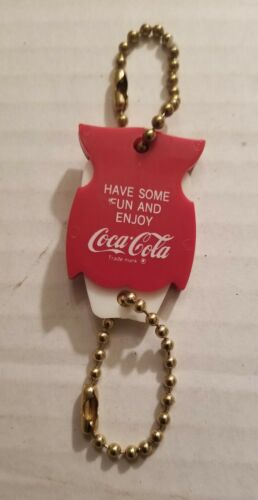 HAVE SOME
FUN AND
ENJOY
Coca-Cola
Trade mark ®